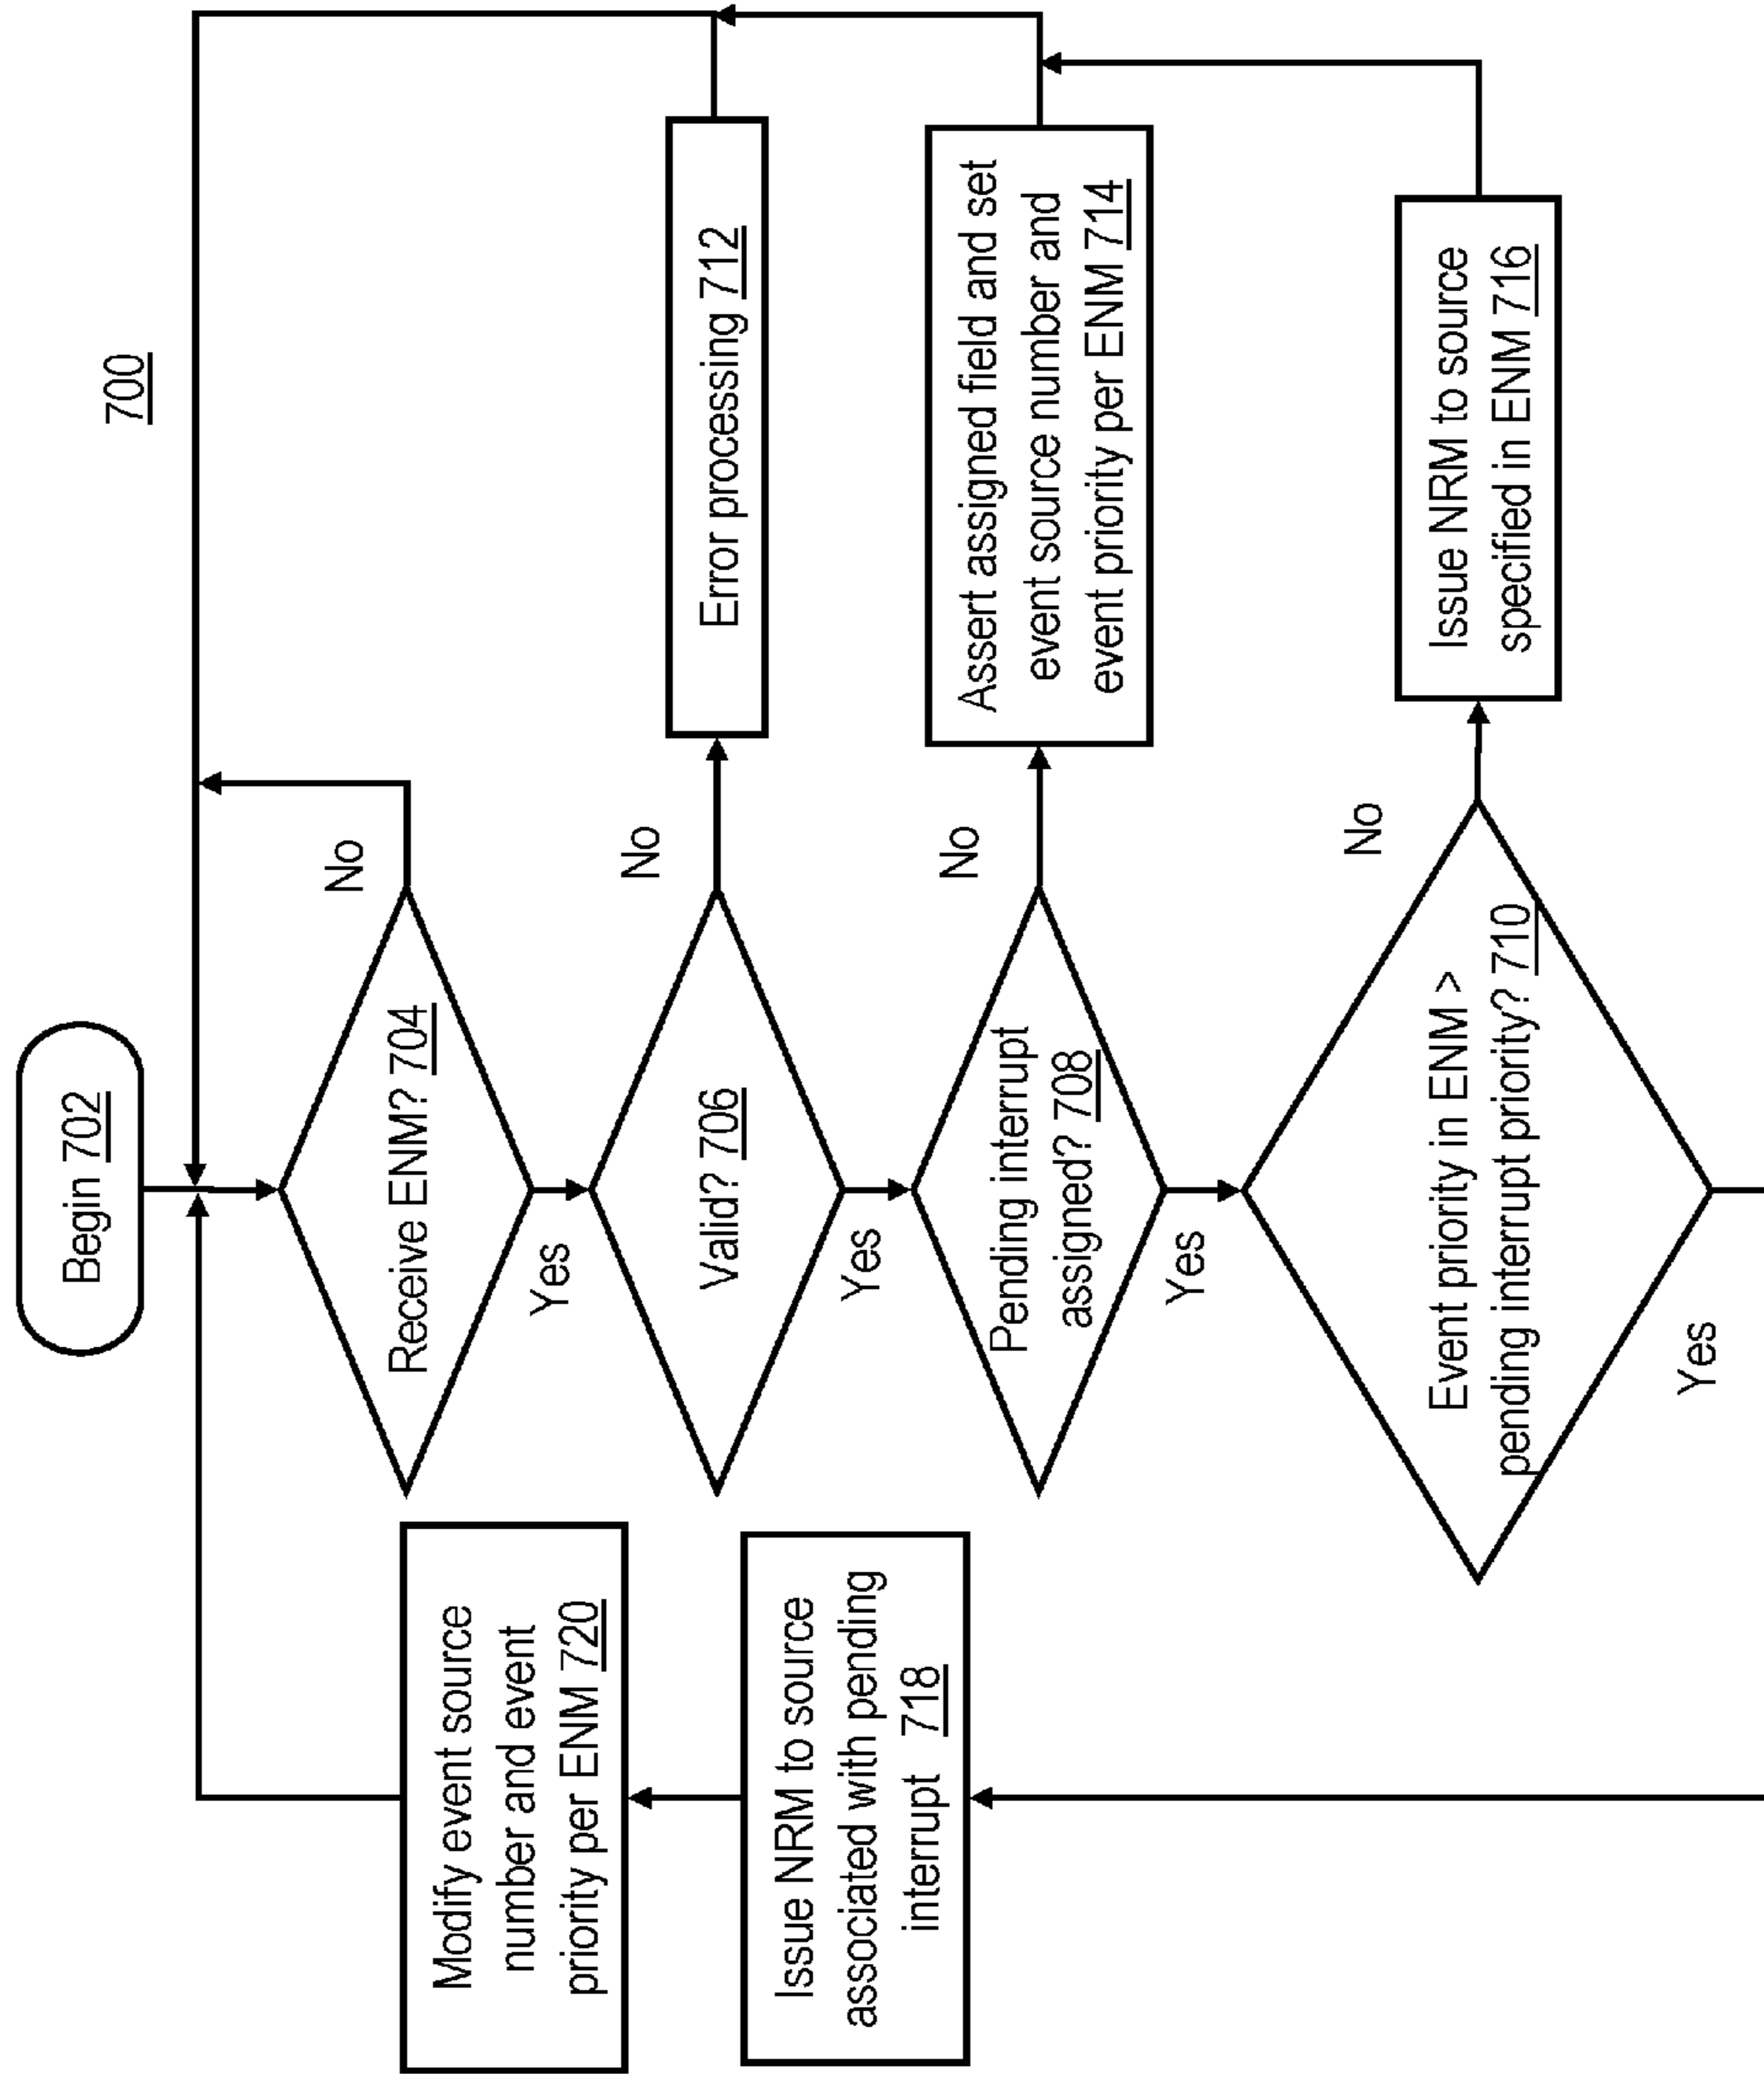 700
Begin 702
Receive ENM? 704
No
Yes
Valid? 706
No
Yes
Error processing 712
Pending interrupt
assigned? 708
No
Yes
Assert assigned field and set
event source number and
event priority per ENM 714
Event priority in ENM >
pending interrupt priority? 710
No
Yes
Issue NRM to source
specified in ENM 716
Issue NRM to source
associated with pending
interrupt 718
Modify event source
number and event
priority per ENM 720